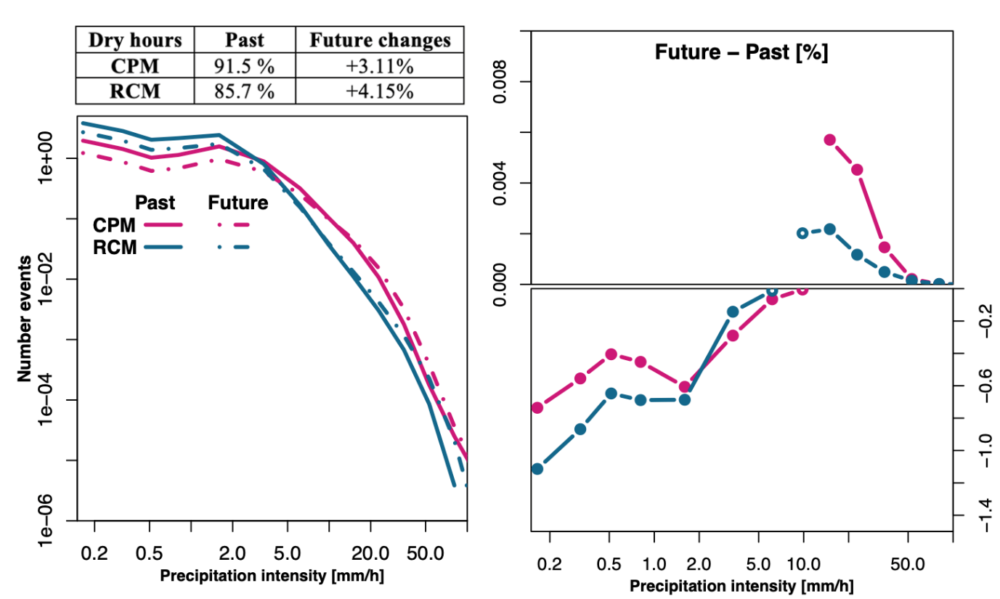 Dry hours Past Future changes
CPM 91.5 % +3.11%
RCM 85.7 % +4.15%
1e+00
1e−02
1e−04
1e−06
Number events
Past Future
CPM
RCM
0.2 0.5 2.0 5.0 20.0 50.0
Precipitation intensity [mm/h]
Future − Past [%]
0.008
0.004
0.000
−0.2
−0.6
−1.0
−1.4
0.2 0.5 1.0 2.0 5.0 10.0 50.0
Precipitation intensity [mm/h]